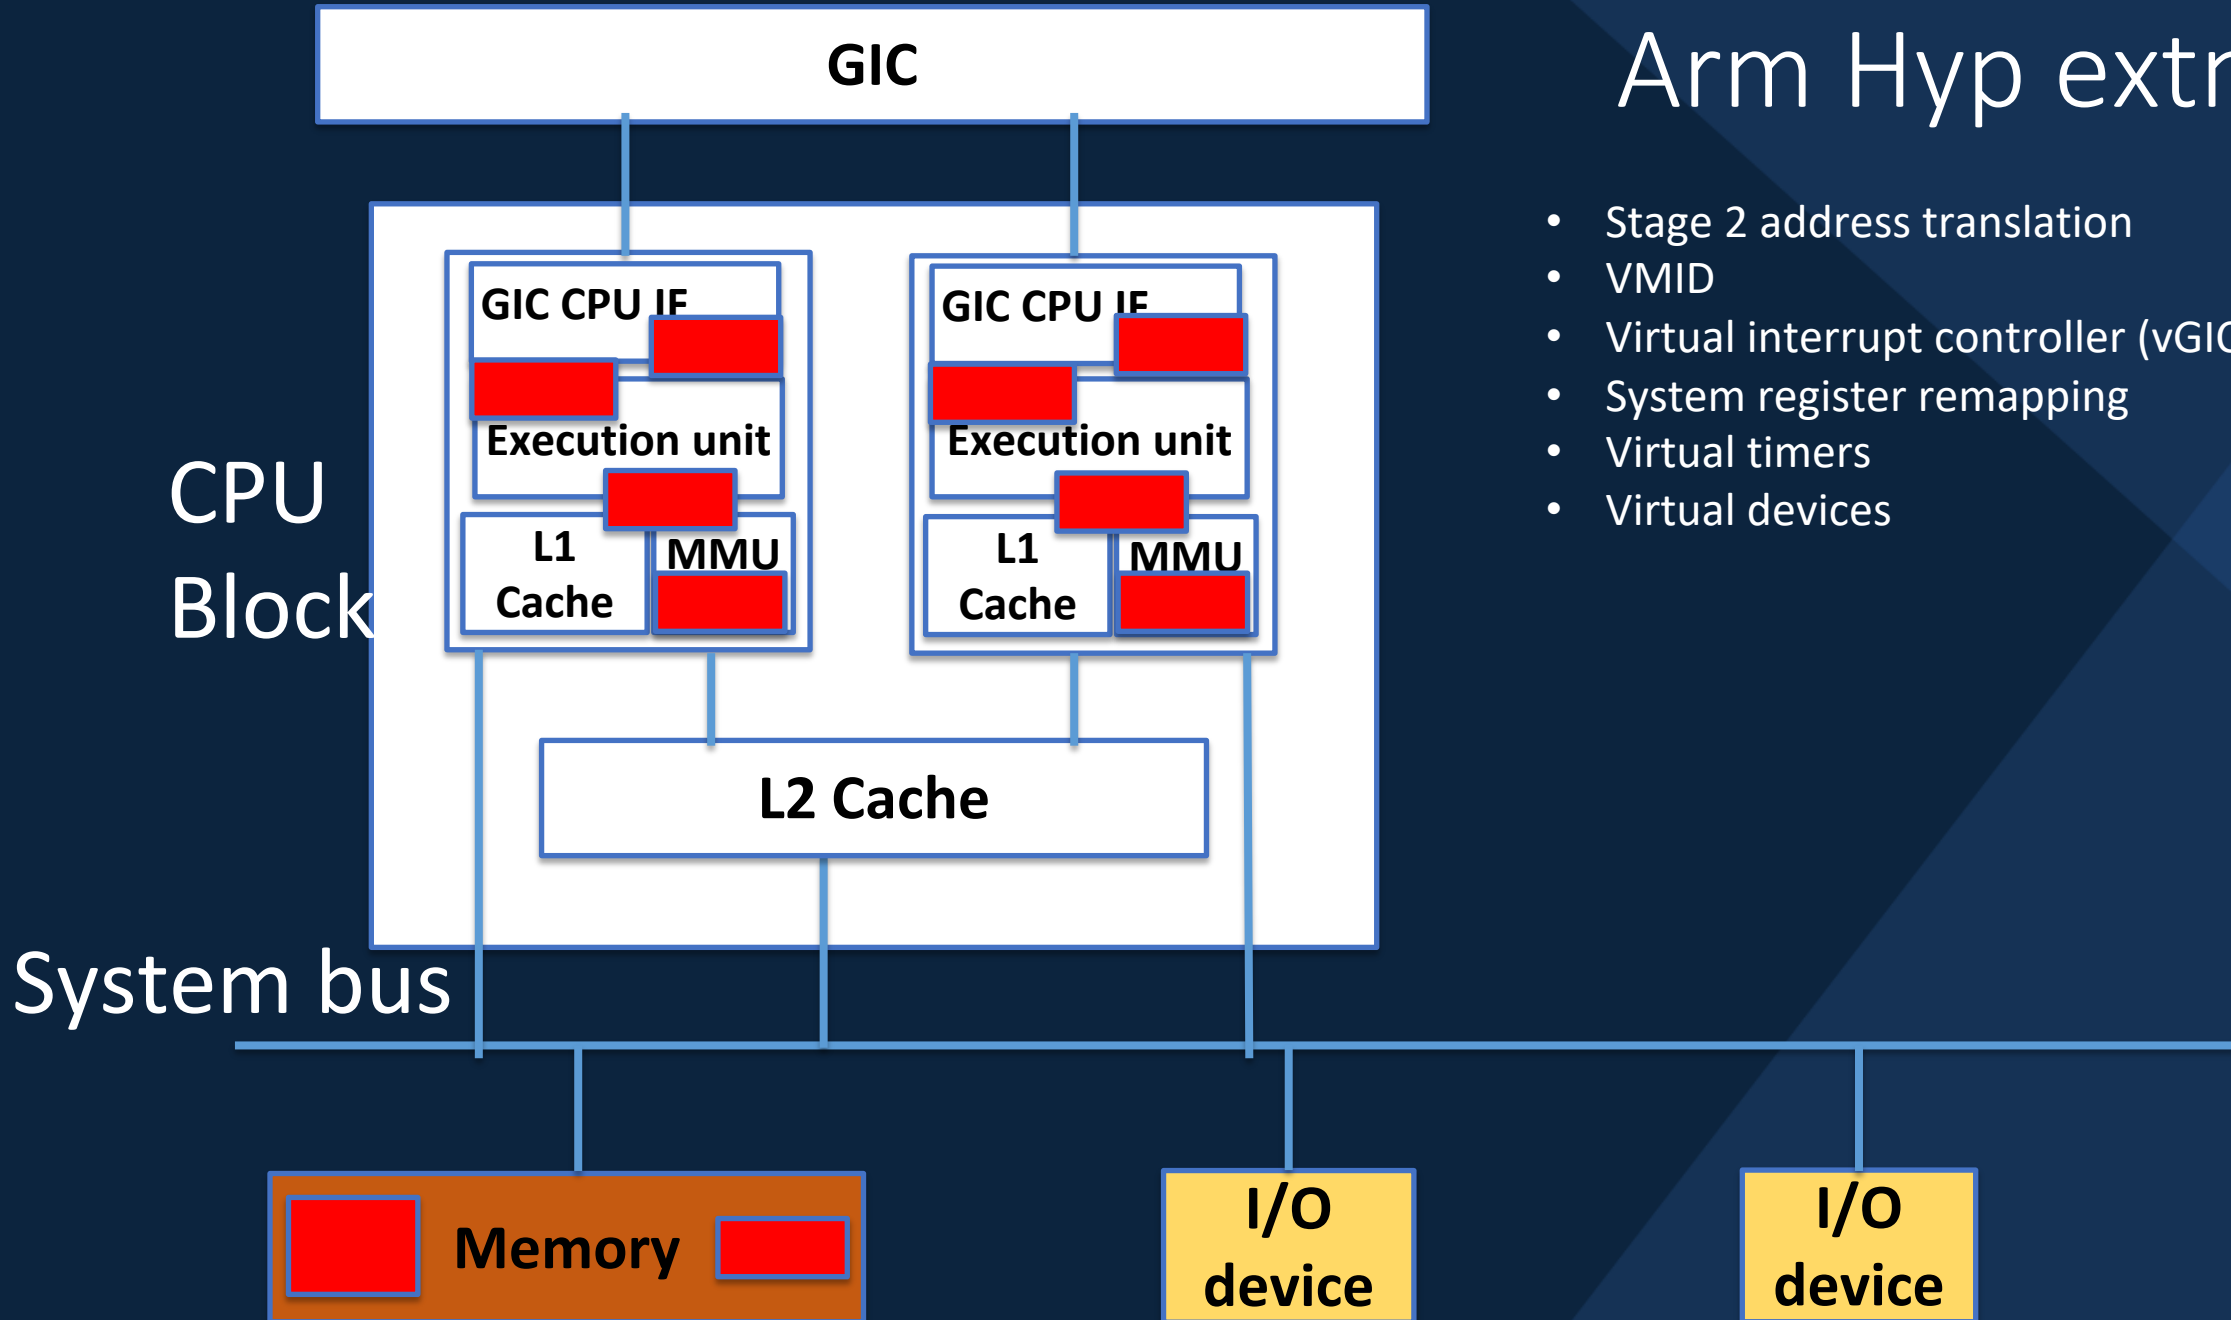 GIC
Arm Hyp extr
• Stage 2 address translation
• VMID
• Virtual interrupt controller (vGIC
• System register remapping
• Virtual timers
• Virtual devices
CPU
Block
GIC CPU IF
Execution unit
L1
Cache
MMU
GIC CPU IF
Execution unit
L1
Cache
MMU
L2 Cache
System bus
Memory
I/O
device
I/O
device